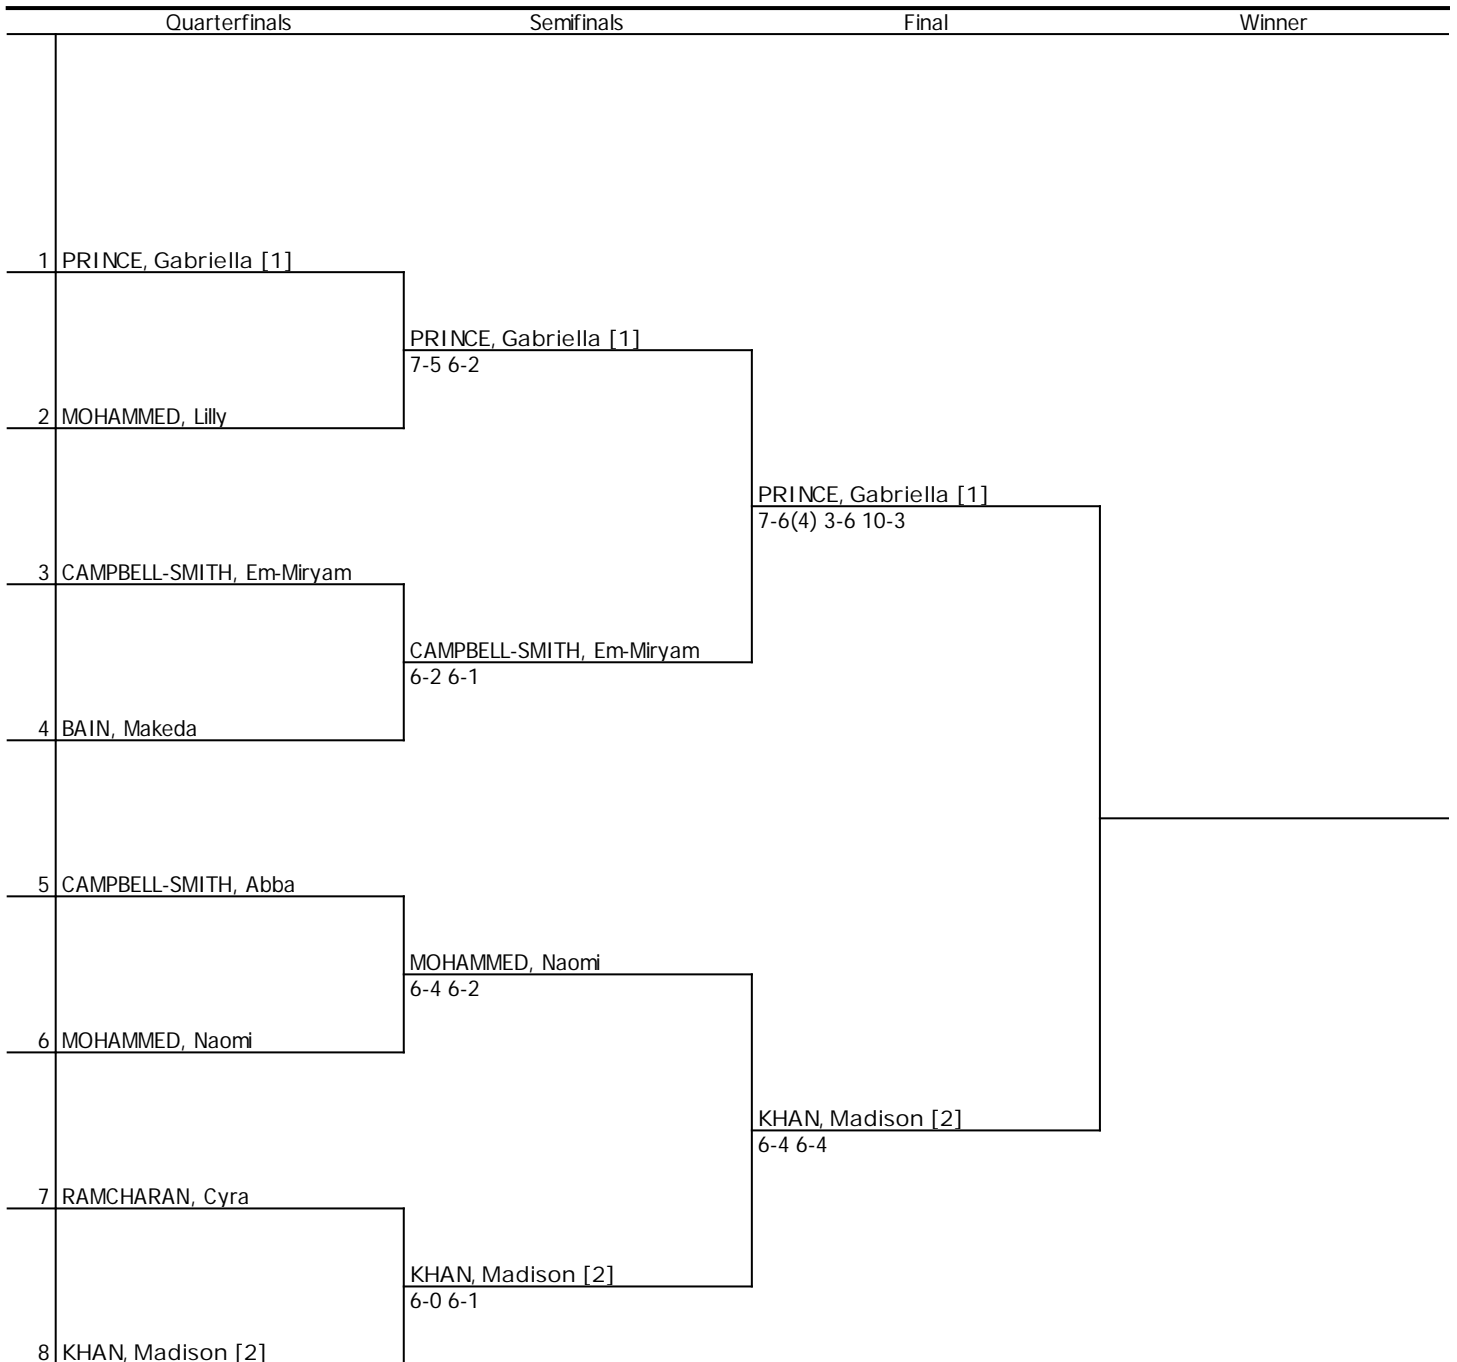 Quarterfinals Semifinals Final Winner
1 PRINCE, Gabriella [1]
PRINCE, Gabriella [1]
7-5 6-2
2 MOHAMMED, Lilly
PRINCE, Gabriella [1]
7-6(4) 3-6 10-3
3 CAMPBELL-SMITH, Em-Miryam
CAMPBELL-SMITH, Em-Miryam
6-2 6-1
4 BAIN, Makeda
5 CAMPBELL-SMITH, Abba
MOHAMMED, Naomi
6-4 6-2
6 MOHAMMED, Naomi
KHAN, Madison [2]
6-4 6-4
7 RAMCHARAN, Cyra
KHAN, Madison [2]
6-0 6-1
8 KHAN, Madison [2]